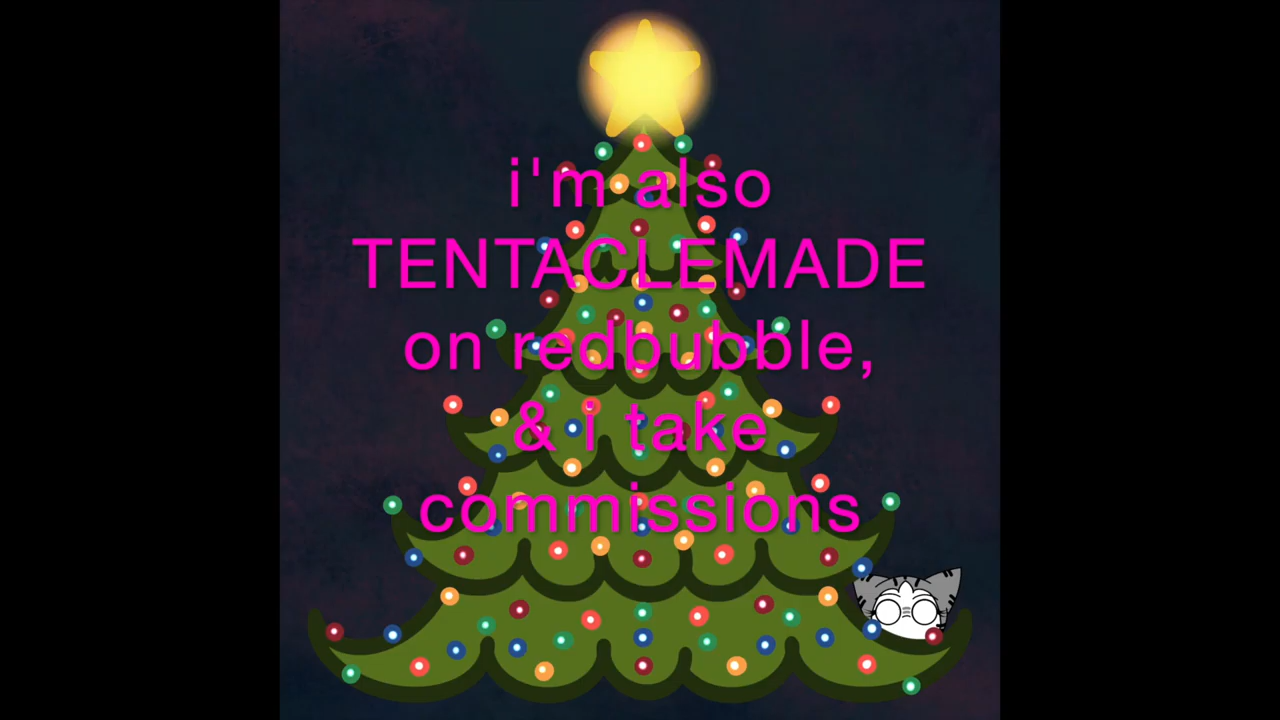 i'm also
TENTACLEMADE
on redbubble,
& i take
commissions